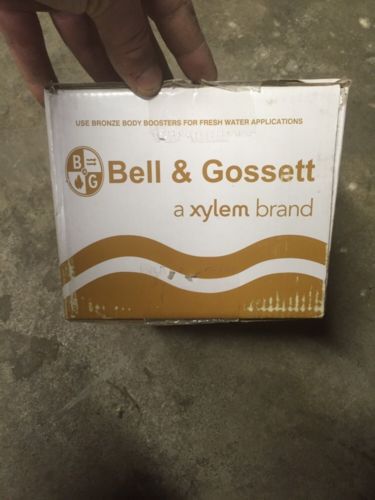 USE BRONZE BODY BOOSTERS FOR FRESH WATER APPLICATIONS
B G Bell & Gossett
a xylem brand